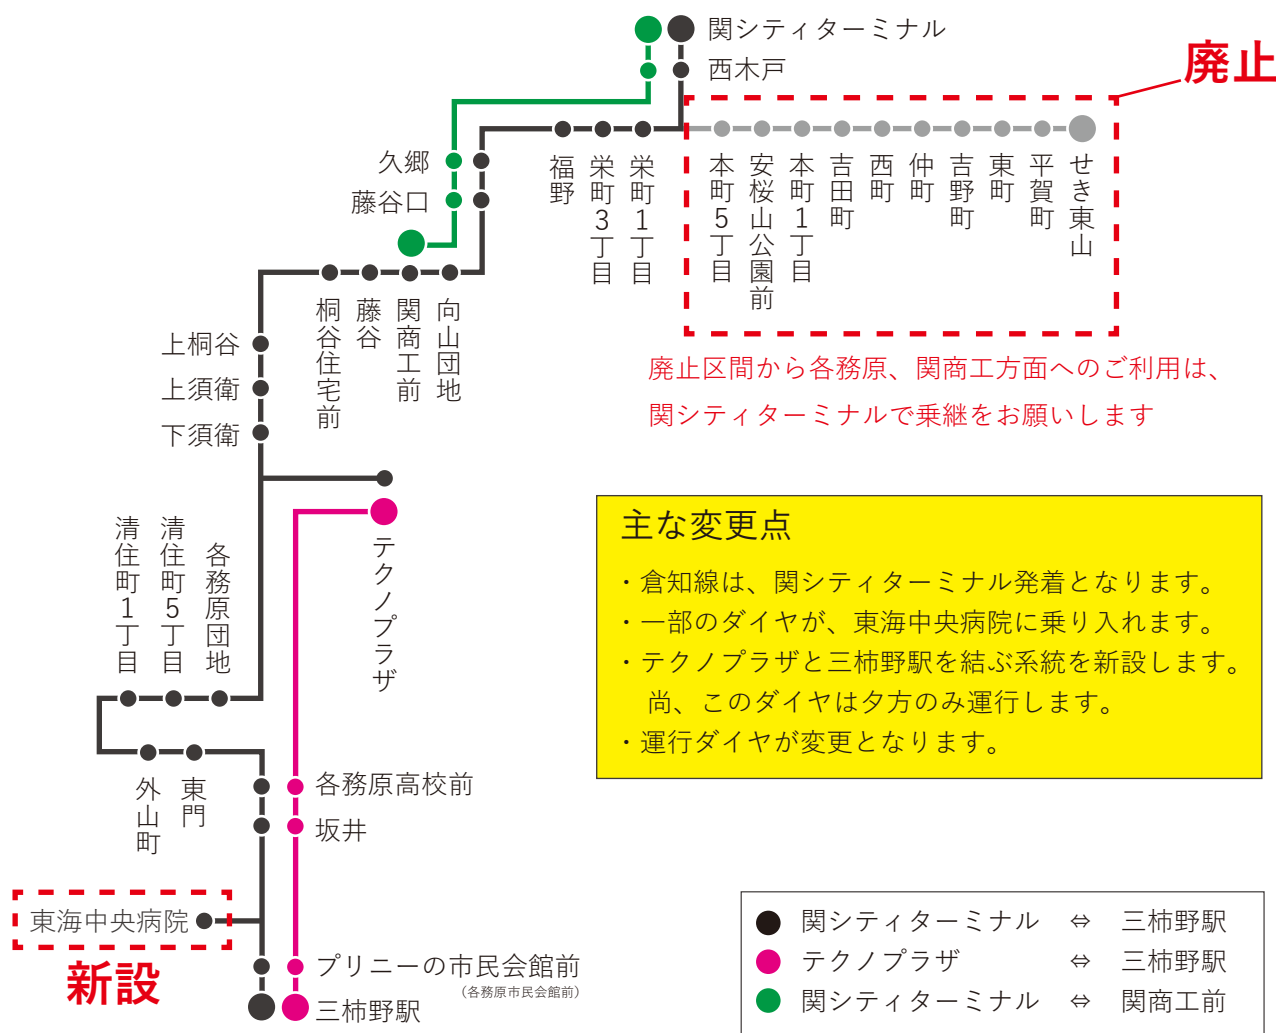 関シティターミナル
西木戸
廃止
久郷
藤谷口
福野
栄町3丁目
栄町1丁目
本町5丁目
安桜山公園前
本町1丁目
吉田町
西町
仲町
吉野町
東町
平賀町
せき東山
桐谷住宅前
藤谷
関商工前
向山団地
上桐谷
上須衛
下須衛
廃止区間から各務原、関商工方面へのご利用は、
関シティターミナルで乗継をお願いします
清住町1丁目
清住町5丁目
各務原団地
テクノプラザ
主な変更点
・倉知線は、関シティターミナル発着となります。
・一部のダイヤが、東海中央病院に乗り入れます。
・テクノプラザと三柿野駅を結ぶ系統を新設します。
尚、このダイヤは夕方のみ運行します。
・運行ダイヤが変更となります。
外山町
東門
各務原高校前
坂井
東海中央病院
新設
プリニーの市民会館前
(各務原市民会館前)
三柿野駅
関シティターミナル ⇔ 三柿野駅
テクノプラザ ⇔ 三柿野駅
関シティターミナル ⇔ 関商工前